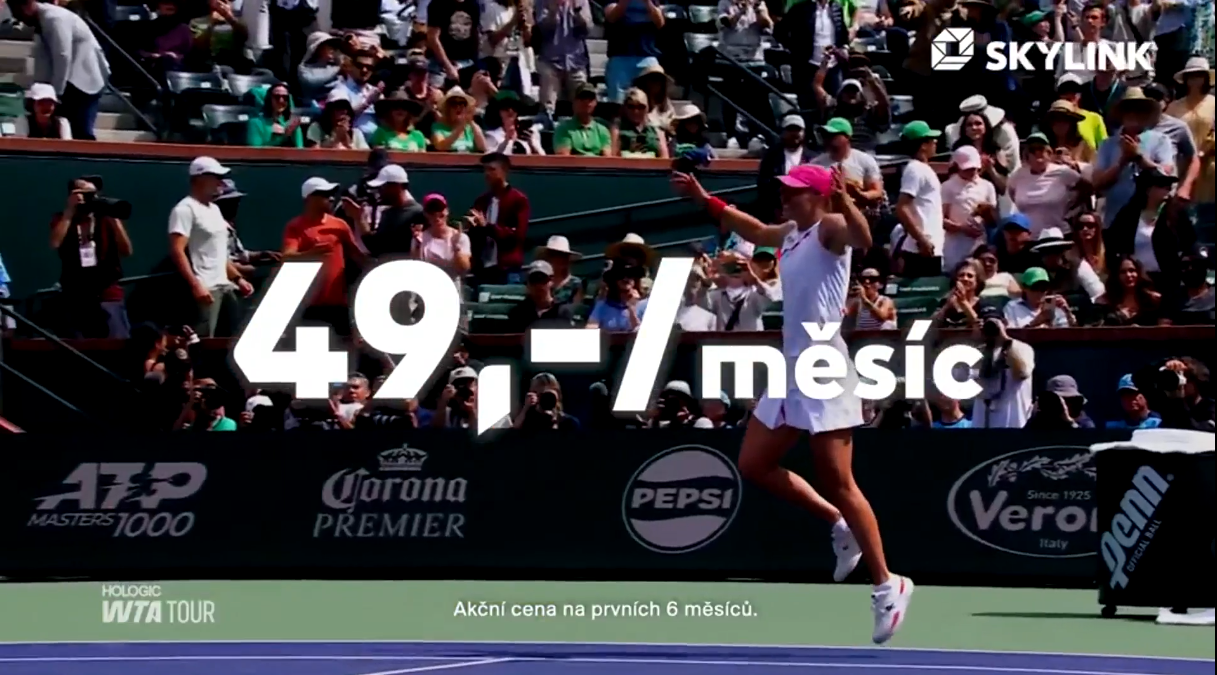 SKYLINK
49,-/měsíc
ATP
MASTERS 1000
Corona
PREMIER
PEPSI
Since 1925
Italy
penn
OFFICIAL BALL
HOLOGIC
WTA TOUR
Akční cena na prvních 6 měsíců.